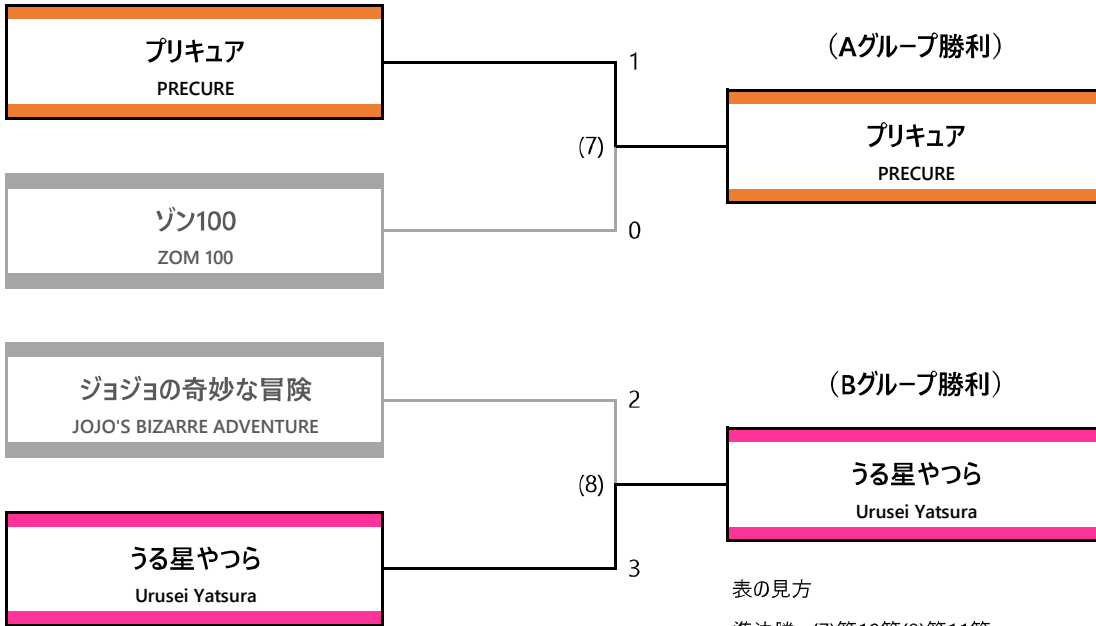 プリキュア
PRECURE
1
(7)
ゾン100
ZOM 100
0
（Aグループ勝利）
プリキュア
PRECURE
ジョジョの奇妙な冒険
JOJO'S BIZARRE ADVENTURE
2
(8)
うる星やつら
Urusei Yatsura
3
（Bグループ勝利）
うる星やつら
Urusei Yatsura
表の見方